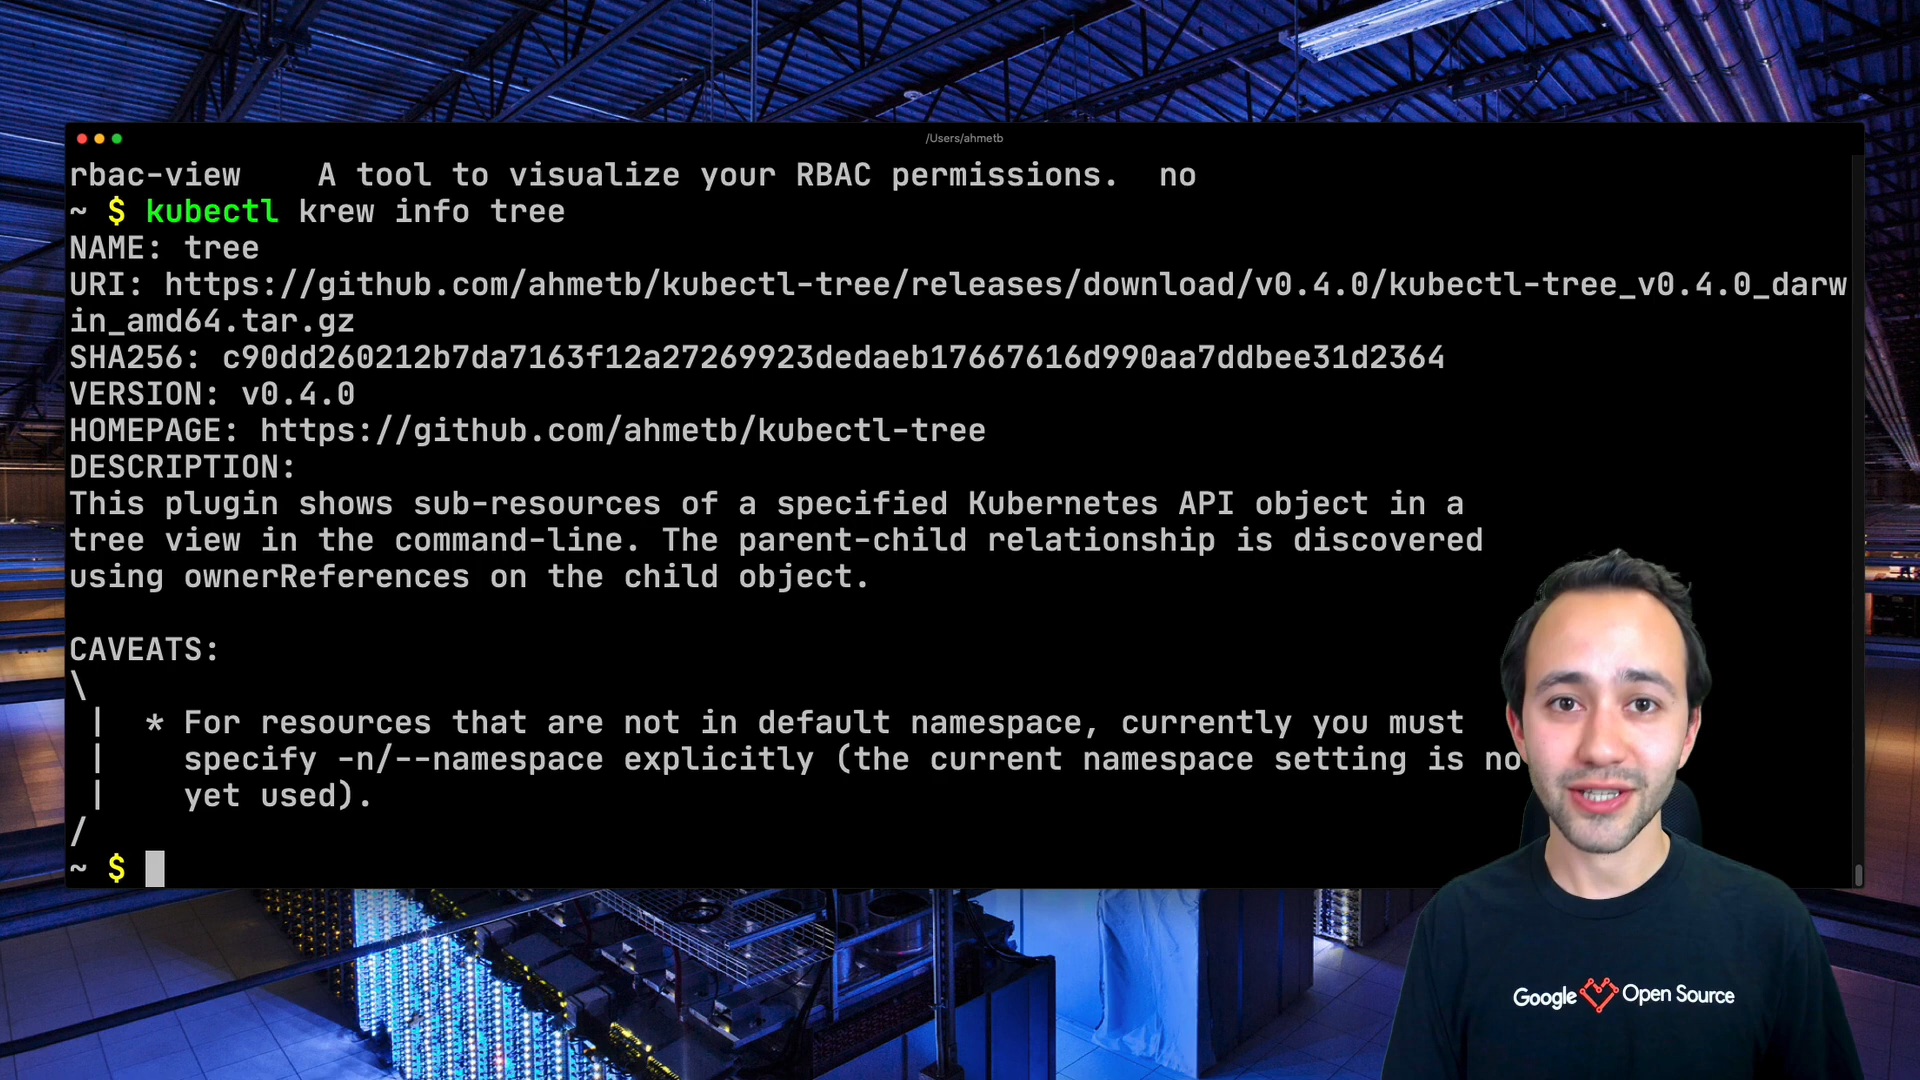 /Users/ahmetb
rbac-view    A tool to visualize your RBAC permissions.  no
~ $ kubectl krew info tree
NAME: tree
URI: https://github.com/ahmetb/kubectl-tree/releases/download/v0.4.0/kubectl-tree_v0.4.0_darw
in_amd64.tar.gz
SHA256: c90dd260212b7da7163f12a27269923dedaeb17667616d990aa7ddbee31d2364
VERSION: v0.4.0
HOMEPAGE: https://github.com/ahmetb/kubectl-tree
DESCRIPTION:
This plugin shows sub-resources of a specified Kubernetes API object in a
tree view in the command-line. The parent-child relationship is discovered
using ownerReferences on the child object.
CAVEATS:
\
 |  * For resources that are not in default namespace, currently you must
 |    specify -n/--namespace explicitly (the current namespace setting is no
 |    yet used).
/
~ $
Google Open Source